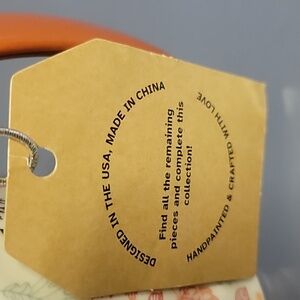 DESIGNED IN THE USA, MADE IN CHINA
Find all the remaining
pieces and complete this
collection!
HANDPAINTED & CRAFTED WITH LOVE